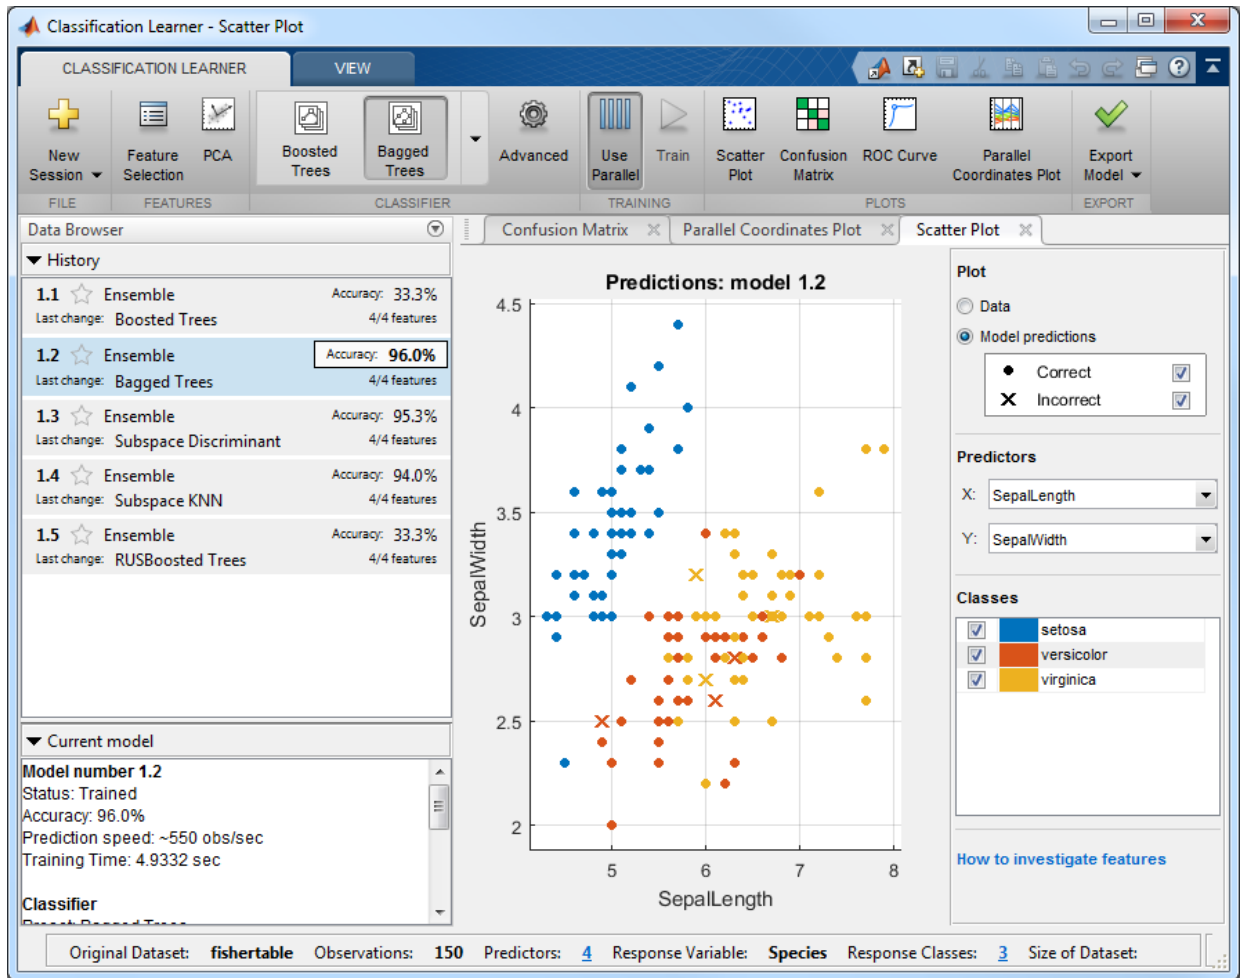 Classification Learner - Scatter Plot
CLASSIFICATION LEARNER VIEW
New Session
Feature Selection
PCA
Boosted Trees
Bagged Trees
Advanced
Use Parallel
Train
Scatter Plot
Confusion Matrix
ROC Curve
Parallel Coordinates Plot
Export Model
FILE FEATURES CLASSIFIER TRAINING PLOTS EXPORT
Data Browser
History
1.1 Ensemble Accuracy: 33.3%
Last change: Boosted Trees 4/4 features
1.2 Ensemble Accuracy: 96.0%
Last change: Bagged Trees 4/4 features
1.3 Ensemble Accuracy: 95.3%
Last change: Subspace Discriminant 4/4 features
1.4 Ensemble Accuracy: 94.0%
Last change: Subspace KNN 4/4 features
1.5 Ensemble Accuracy: 33.3%
Last change: RUSBoosted Trees 4/4 features
Current model
Model number 1.2
Status: Trained
Accuracy: 96.0%
Prediction speed: ~550 obs/sec
Training Time: 4.9332 sec
Classifier
Confusion Matrix Parallel Coordinates Plot Scatter Plot
Predictions: model 1.2
4.5
4
3.5
3
2.5
2
SepalWidth
5 6 7 8
SepalLength
Plot
Data
Model predictions
Correct
Incorrect
Predictors
X: SepalLength
Y: SepalWidth
Classes
setosa
versicolor
virginica
How to investigate features
Original Dataset: fishertable Observations: 150 Predictors: 4 Response Variable: Species Response Classes: 3 Size of Dataset: